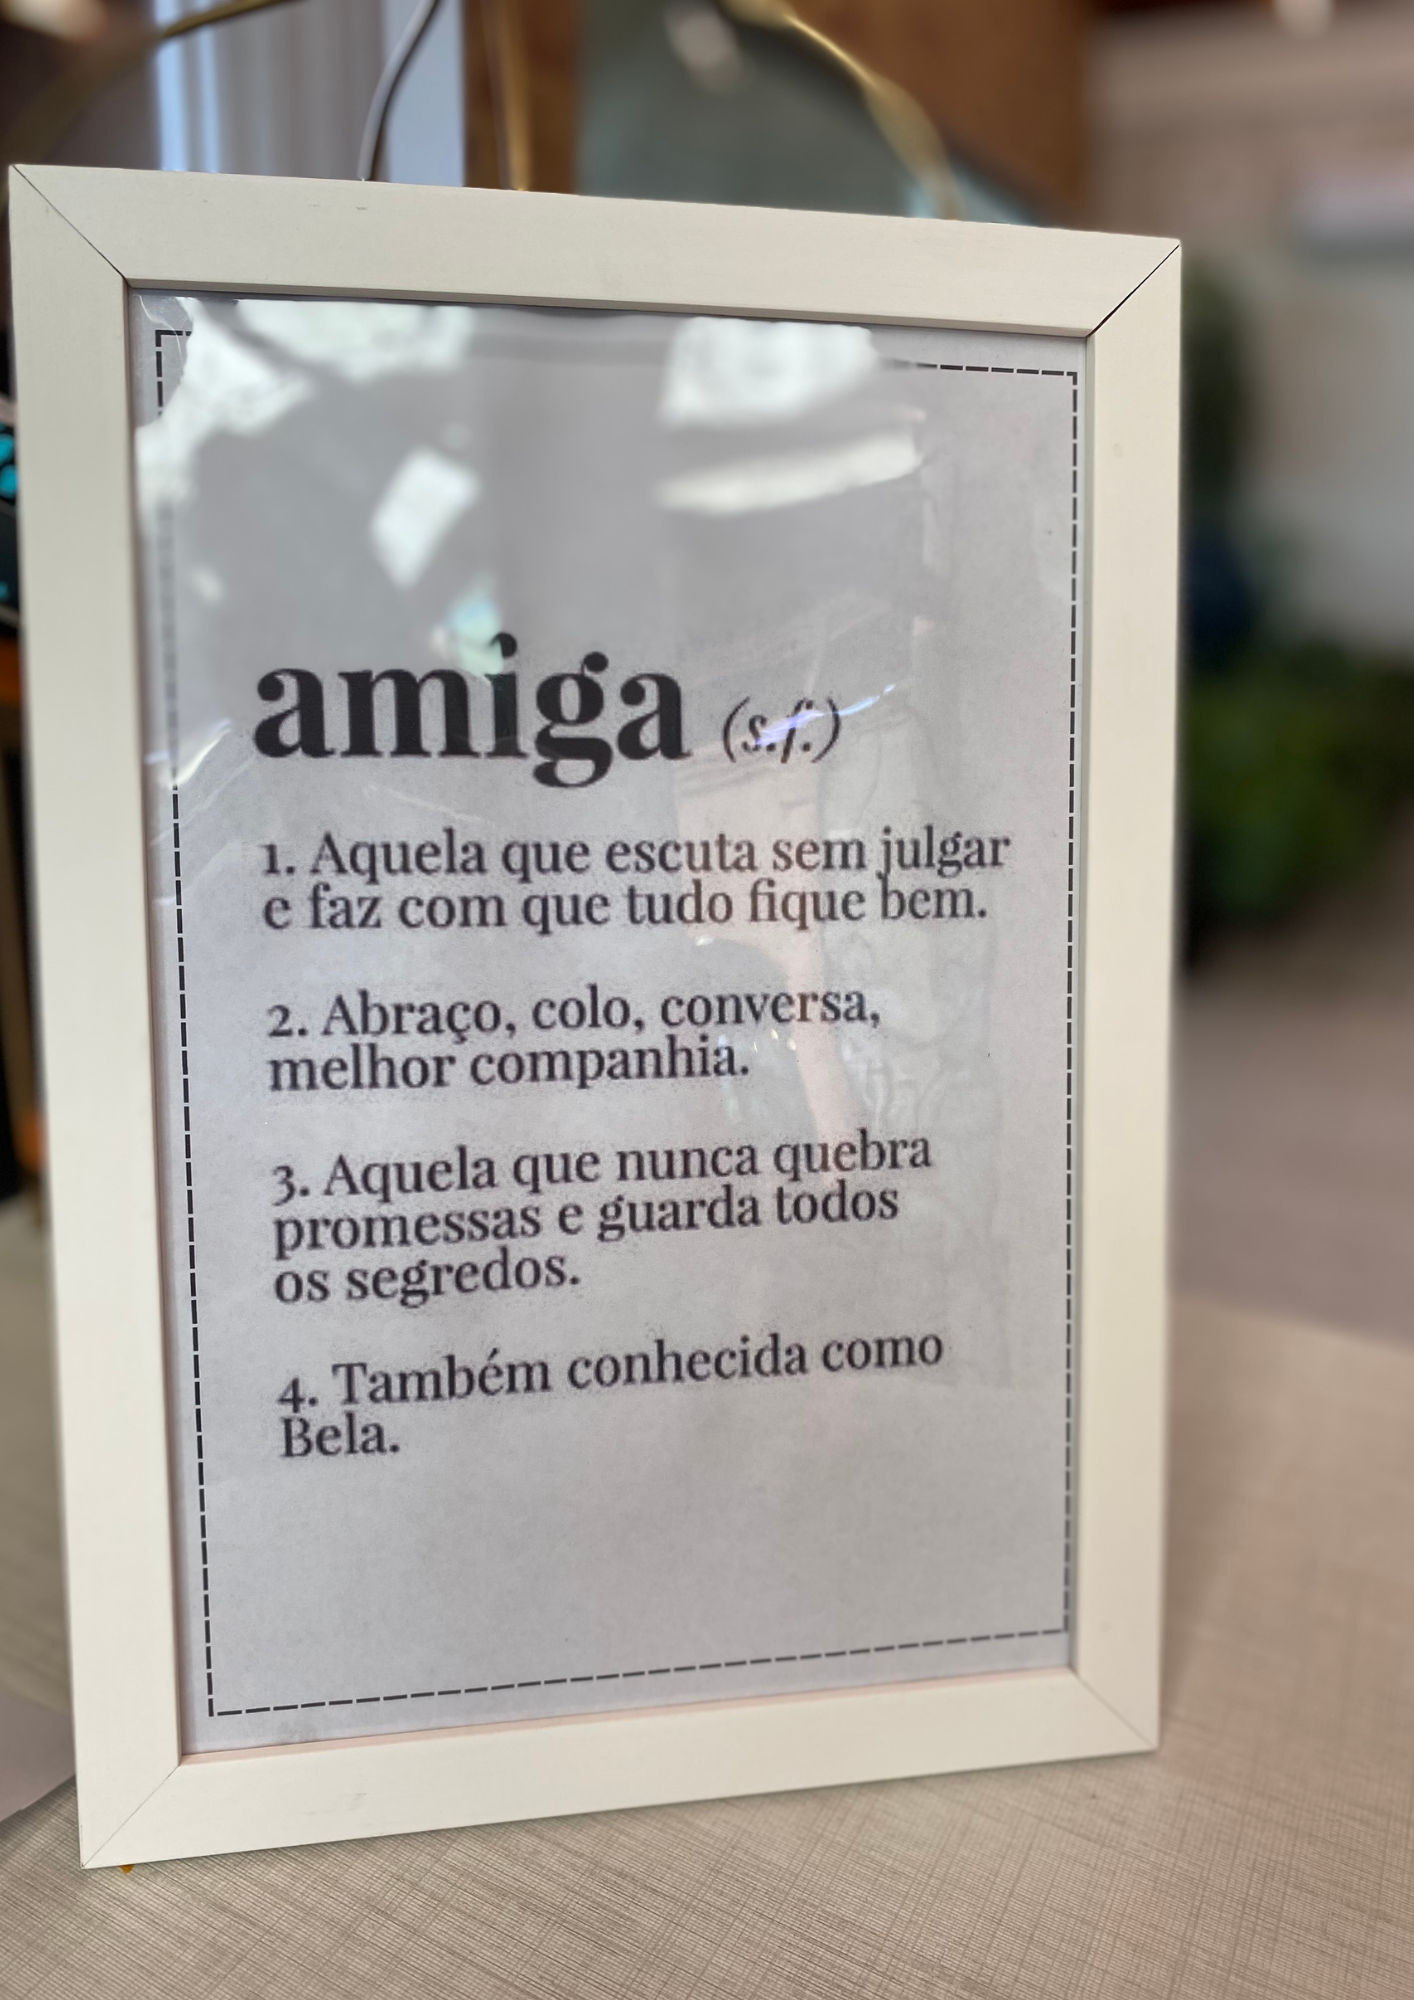 amiga (s.f.)
1. Aquela que escuta sem julgar
e faz com que tudo fique bem.
2. Abraço, colo, conversa,
melhor companhia.
3. Aquela que nunca quebra
promessas e guarda todos
os segredos.
4. Também conhecida como
Bela.